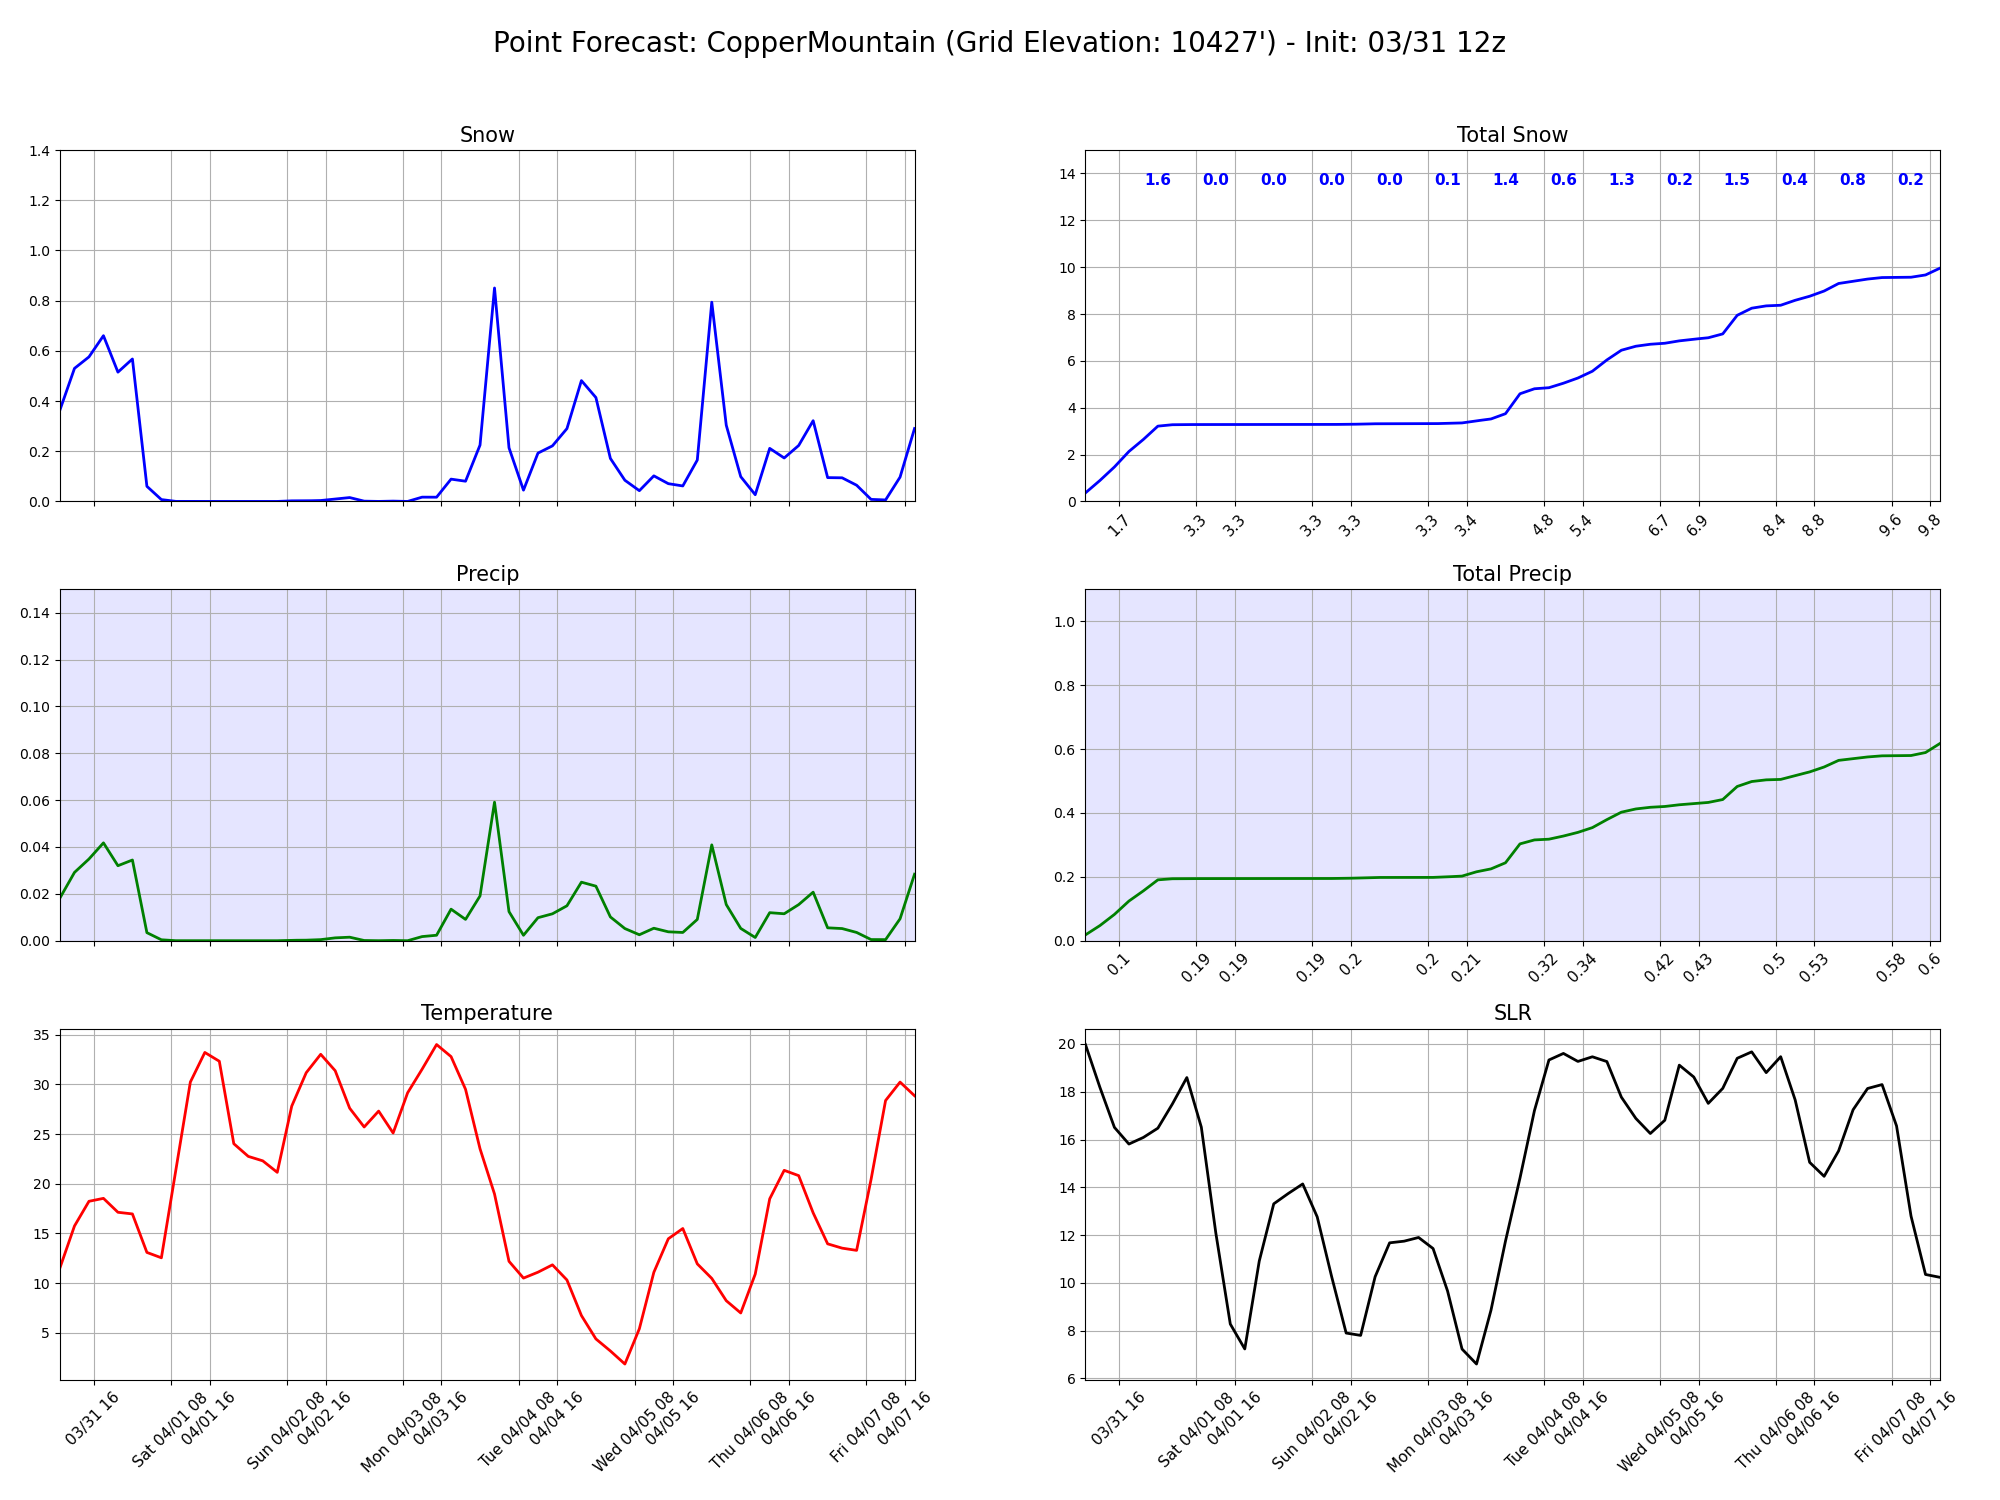 Point Forecast: CopperMountain (Grid Elevation: 10427') - Init: 03/31 12z
Snow
1.4
1.2
1.0
0.8
0.6
0.4
0.2
0.0
Total Snow
14
12
10
8
6
4
2
0
1.6 0.0 0.0 0.0 0.0 0.1 1.4 0.6 1.3 0.2 1.5 0.4 0.8 0.2
1.7 3.3 3.3 3.3 3.3 3.3 3.4 4.8 5.4 6.7 6.9 8.4 8.8 9.6 9.8
Precip
0.14
0.12
0.10
0.08
0.06
0.04
0.02
0.00
Total Precip
1.0
0.8
0.6
0.4
0.2
0.0
0.1 0.19 0.19 0.19 0.2 0.2 0.21 0.32 0.34 0.42 0.43 0.5 0.53 0.58 0.6
Temperature
35
30
25
20
15
10
5
03/31 16
Sat 04/01 08
04/01 16
Sun 04/02 08
04/02 16
Mon 04/03 08
04/03 16
Tue 04/04 08
04/04 16
Wed 04/05 08
04/05 16
Thu 04/06 08
04/06 16
Fri 04/07 08
04/07 16
SLR
20
18
16
14
12
10
8
6
03/31 16
Sat 04/01 08
04/01 16
Sun 04/02 08
04/02 16
Mon 04/03 08
04/03 16
Tue 04/04 08
04/04 16
Wed 04/05 08
04/05 16
Thu 04/06 08
04/06 16
Fri 04/07 08
04/07 16